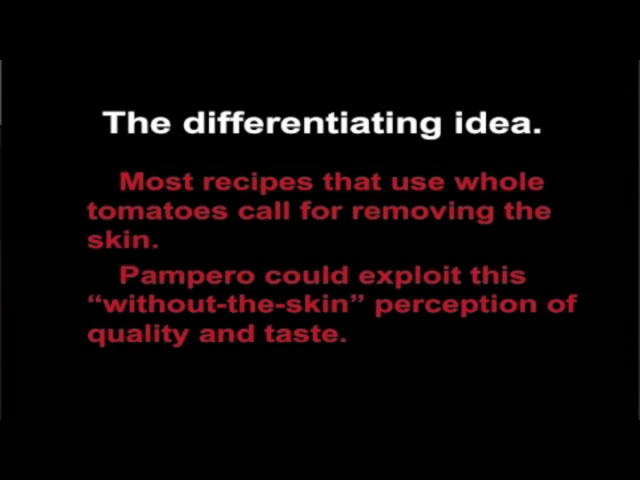 The differentiating idea.
Most recipes that use whole
tomatoes call for removing the
skin.
Pampero could exploit this
“without-the-skin” perception of
quality and taste.